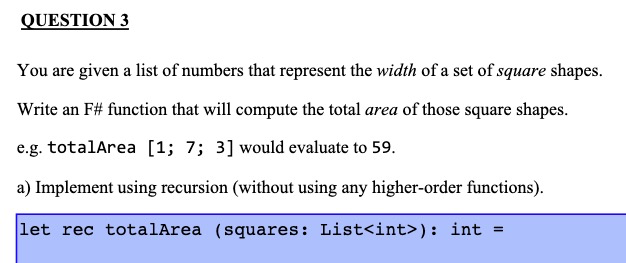 QUESTION 3
You are given a list of numbers that represent the width of a set of square shapes.
Write an F# function that will compute the total area of those square shapes.
e.g. totalArea [1; 7; 3] would evaluate to 59.
a) Implement using recursion (without using any higher-order functions).
let rec totalArea (squares: List<int>): int =